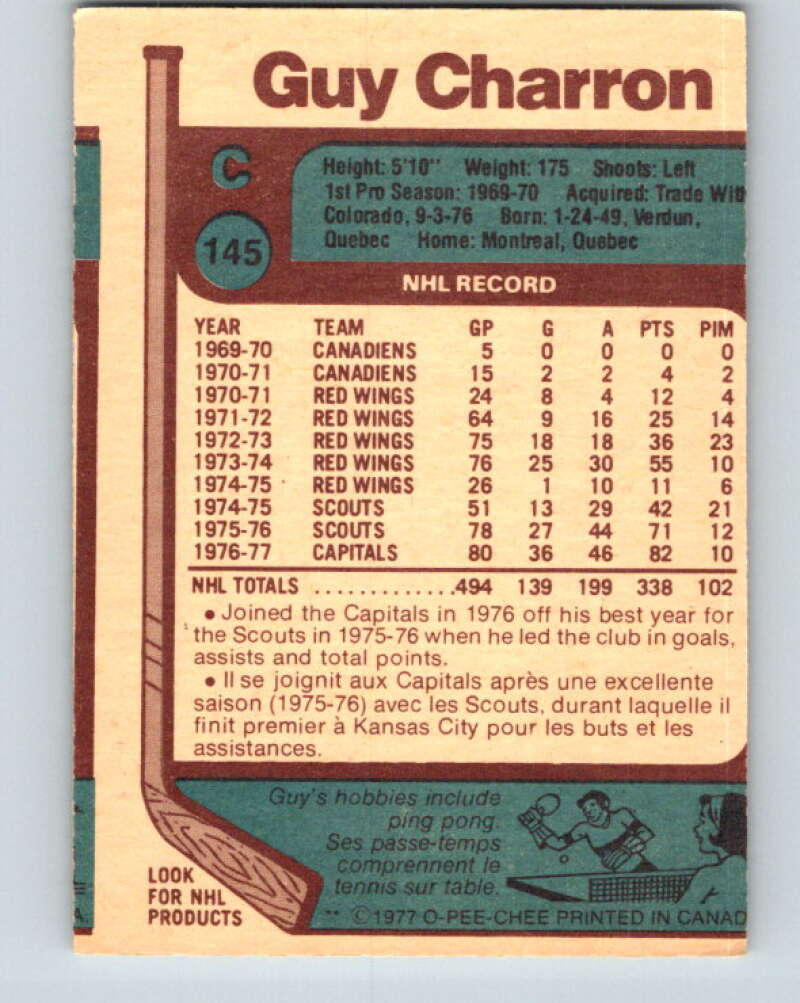 Guy Charron
C
145
Height: 5'10" Weight: 175 Shoots: Left
1st Pro Season: 1969-70 Acquired: Trade Wit
Colorado, 9-3-76 Born: 1-24-49, Verdun,
Quebec Home: Montreal, Quebec
NHL RECORD
YEAR TEAM GP G A PTS PIM
1969-70 CANADIENS 5 0 0 0 0
1970-71 CANADIENS 15 2 2 4 2
1970-71 RED WINGS 24 8 4 12 4
1971-72 RED WINGS 64 9 16 25 14
1972-73 RED WINGS 75 18 18 36 23
1973-74 RED WINGS 76 25 30 55 10
1974-75 RED WINGS 26 1 10 11 6
1974-75 SCOUTS 51 13 29 42 21
1975-76 SCOUTS 78 27 44 71 12
1976-77 CAPITALS 80 36 46 82 10
NHL TOTALS .............494 139 199 338 102
• Joined the Capitals in 1976 off his best year for
the Scouts in 1975-76 when he led the club in goals,
assists and total points.
• Il se joignit aux Capitals après une excellente
saison (1975-76) avec les Scouts, durant laquelle il
finit premier à Kansas City pour les buts et les
assistances.
Guy's hobbies include
ping pong.
Ses passe-temps
comprennent le
tennis sur table.
LOOK
FOR NHL
PRODUCTS
** ©1977 O-PEE-CHEE PRINTED IN CANAD
A.